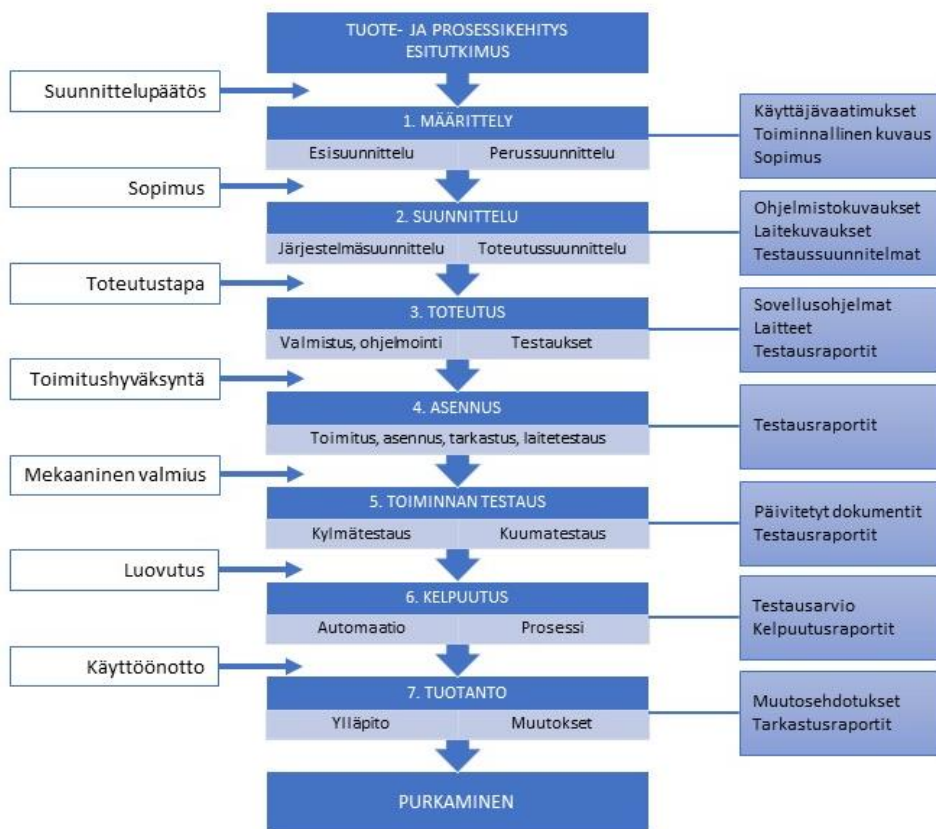 TUOTE- JA PROSESSIKEHITYS
ESITUTKIMUS
Suunnittelupäätös
1. MÄÄRITTELY
Esisuunnittelu
Perussuunnittelu
Käyttäjävaatimukset
Toiminnallinen kuvaus
Sopimus
Sopimus
2. SUUNNITTELU
Järjestelmäsuunnittelu
Toteutussuunnittelu
Ohjelmistokuvaukset
Laitekuvaukset
Testaussuunnitelmat
Toteutustapa
3. TOTEUTUS
Valmistus, ohjelmointi
Testaukset
Sovellusohjelmat
Laitteet
Testausraportit
Toimitushyväksyntä
4. ASENNUS
Toimitus, asennus, tarkastus, laitetestaus
Testausraportit
Mekaaninen valmius
5. TOIMINNAN TESTAUS
Kylmätestaus
Kuumatestaus
Päivitetyt dokumentit
Testausraportit
Luovutus
6. KELPUUTUS
Automaatio
Prosessi
Testausarvio
Kelpuutusraportit
Käyttöönotto
7. TUOTANTO
Ylläpito
Muutokset
Muutosehdotukset
Tarkastusraportit
PURKAMINEN